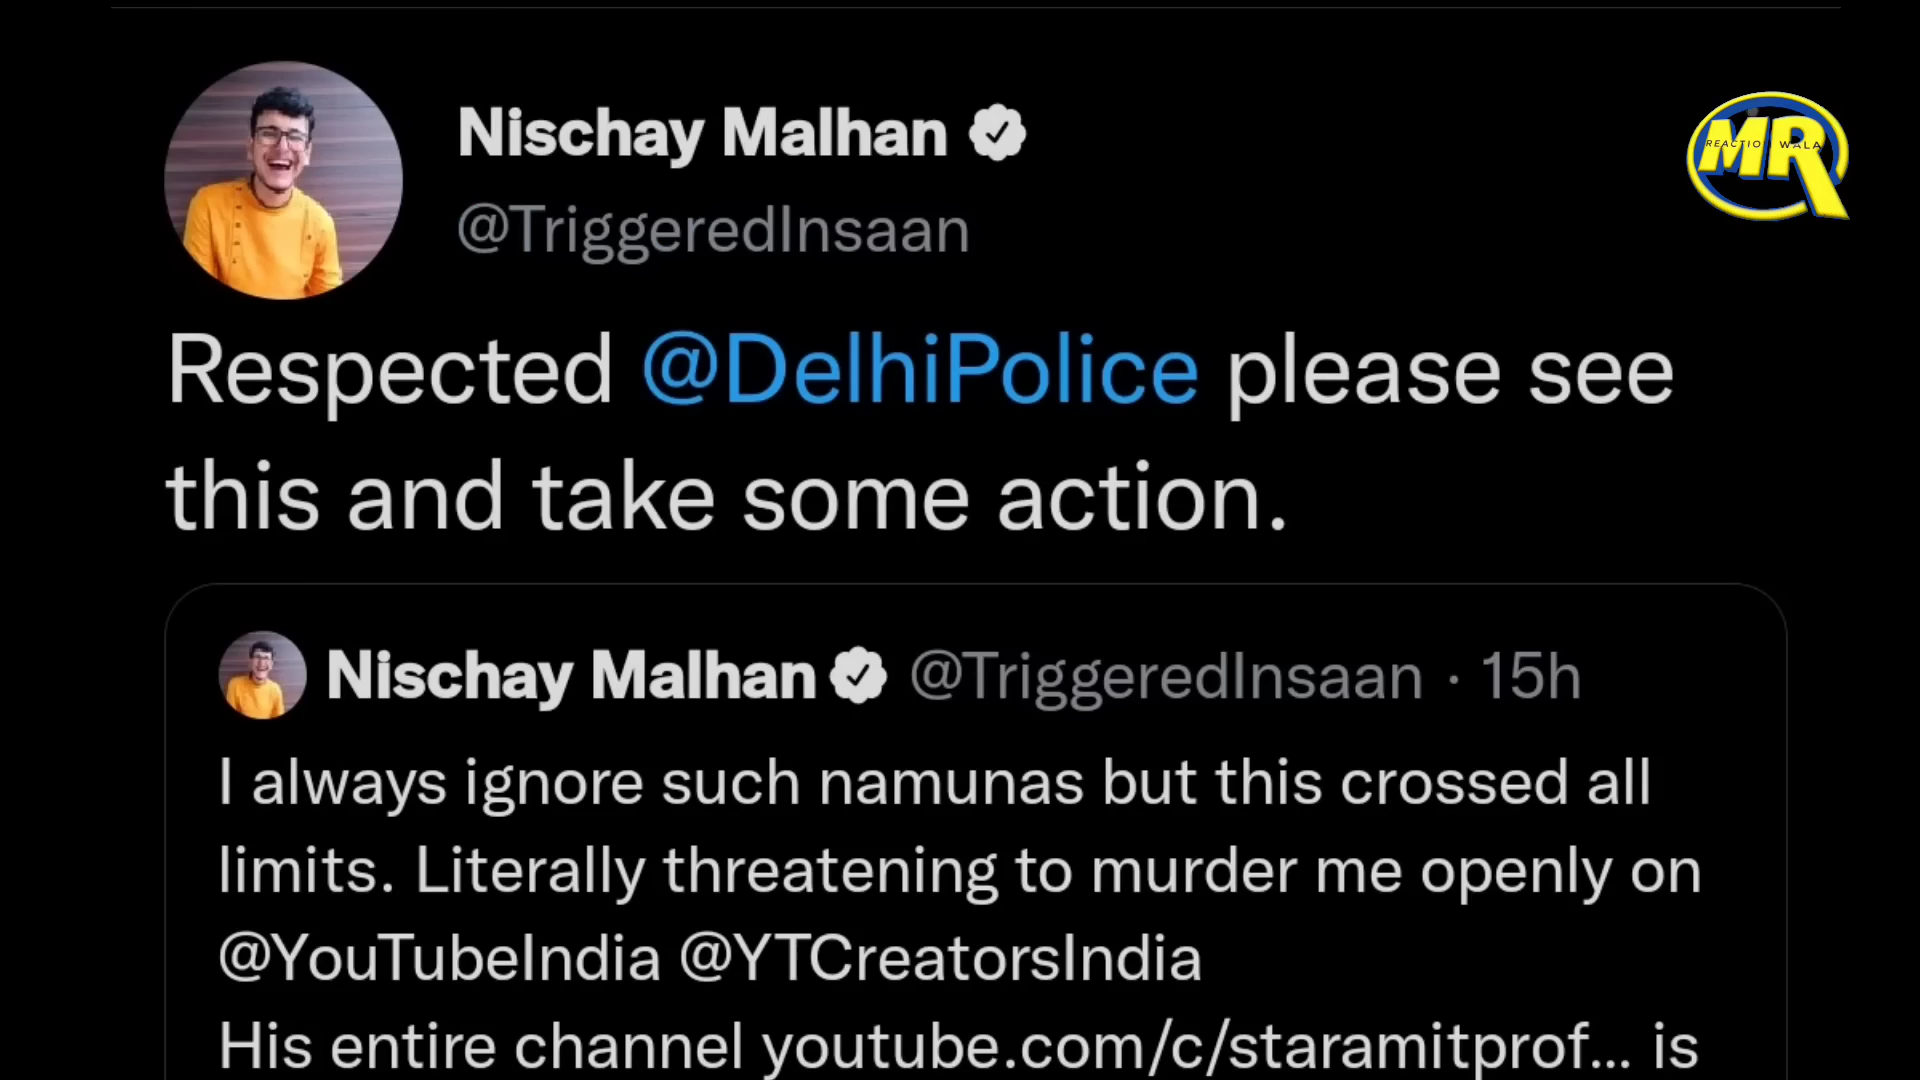 Nischay Malhan
@TriggeredInsaan
MR
REACTION WALA
Respected @DelhiPolice please see
this and take some action.
Nischay Malhan @TriggeredInsaan · 15h
I always ignore such namunas but this crossed all
limits. Literally threatening to murder me openly on
@YouTubeIndia @YTCreatorsIndia
His entire channel youtube.com/c/staramitprof... is